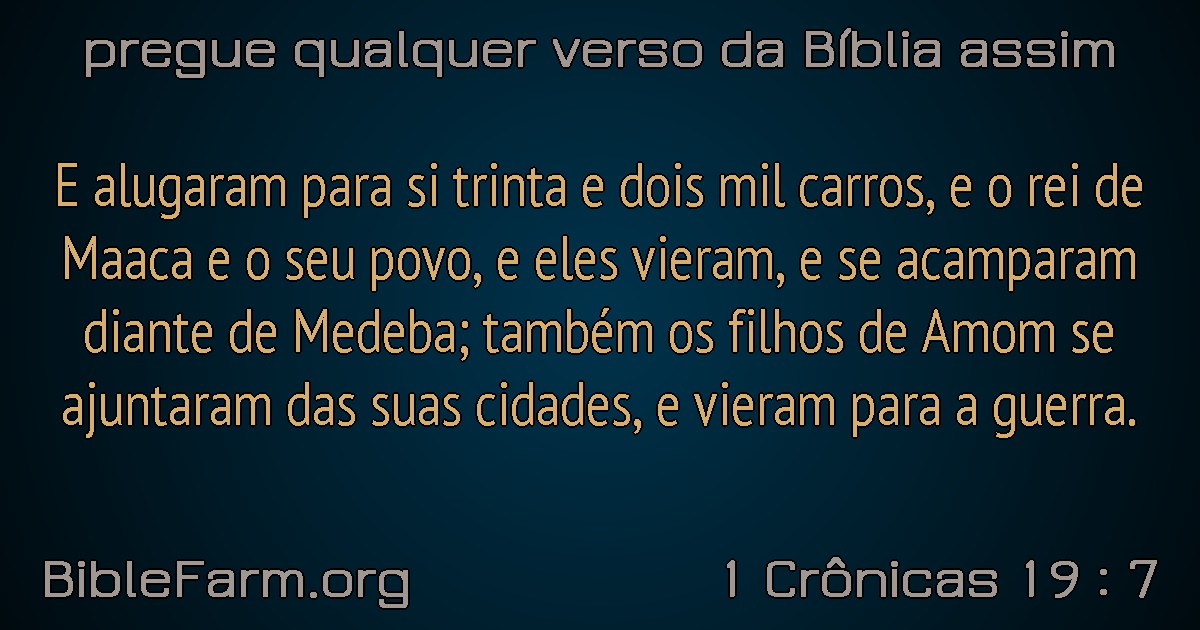 pregue qualquer verso da Bíblia assim
E alugaram para si trinta e dois mil carros, e o rei de
Maaca e o seu povo, e eles vieram, e se acamparam
diante de Medeba; também os filhos de Amom se
ajuntaram das suas cidades, e vieram para a guerra.
BibleFarm.org
1 Crônicas 19 : 7